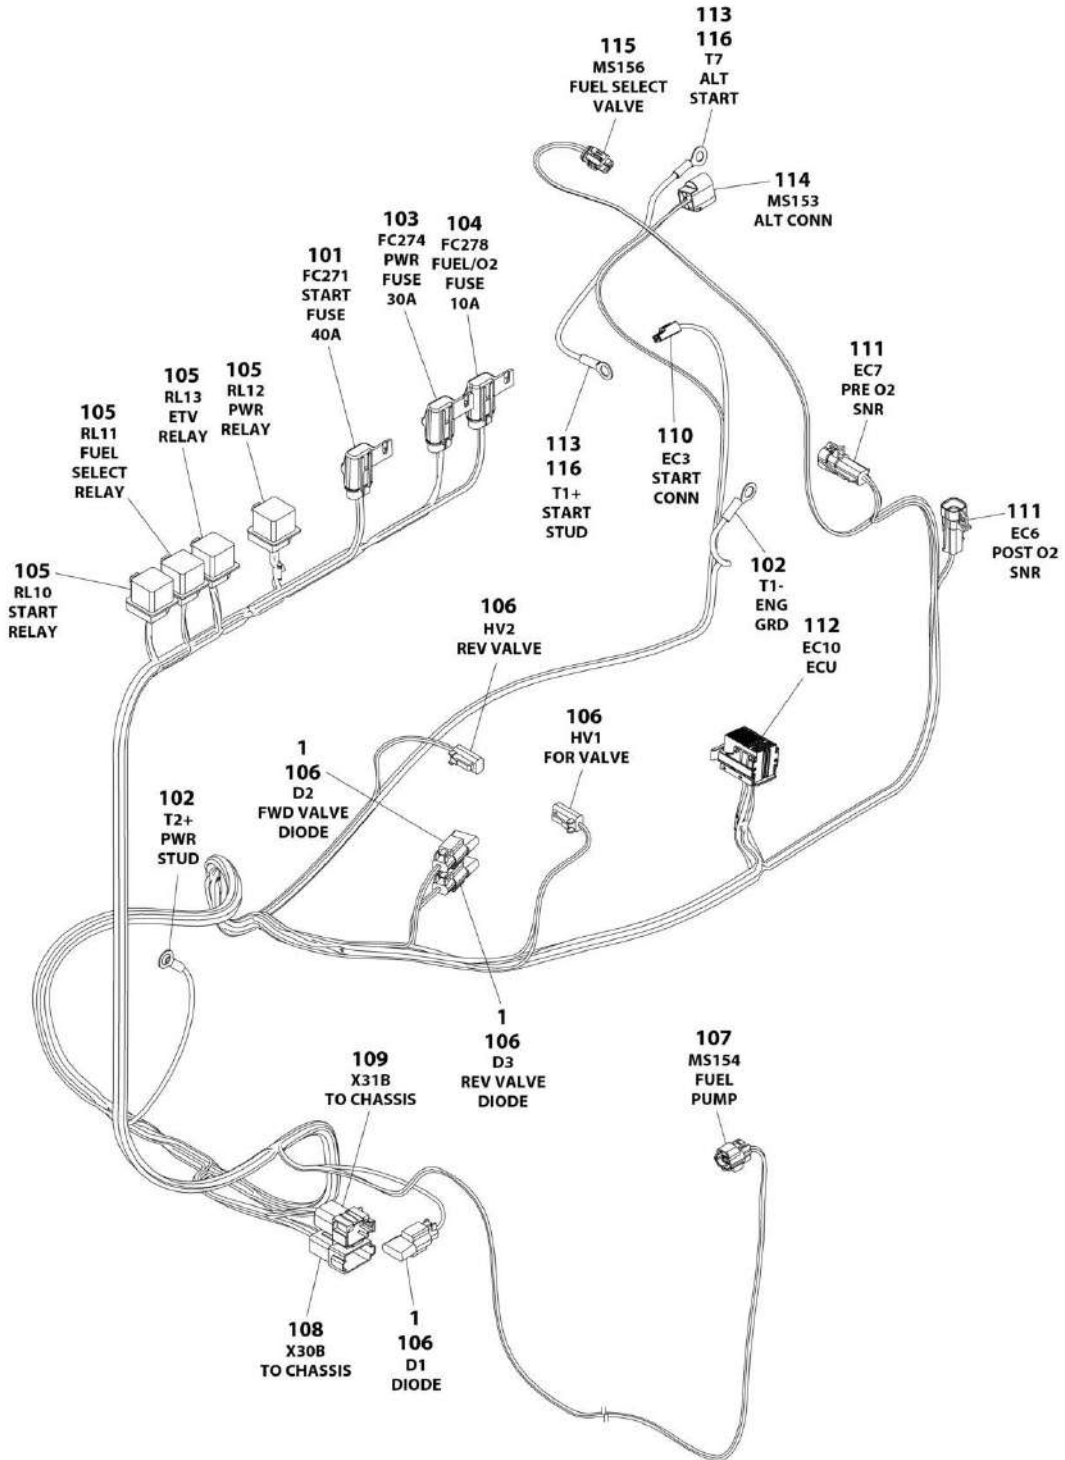 113
116
T7
ALT
START
115
MS156
FUEL SELECT
VALVE
114
MS153
ALT CONN
103
FC274
PWR
FUSE
30A
104
FC278
FUEL/O2
FUSE
10A
101
FC271
START
FUSE
40A
111
EC7
PRE O2
SNR
105
RL12
PWR
RELAY
105
RL13
ETV
RELAY
105
RL11
FUEL
SELECT
RELAY
113
116
T1+
START
STUD
110
EC3
START
CONN
111
EC6
POST O2
SNR
105
RL10
START
RELAY
102
T1-
ENG
GRD
106
HV2
REV VALVE
112
EC10
ECU
106
HV1
FOR VALVE
1
106
D2
FWD VALVE
DIODE
102
T2+
PWR
STUD
1
106
D3
REV VALVE
DIODE
107
MS154
FUEL
PUMP
109
X31B
TO CHASSIS
108
X30B
TO CHASSIS
1
106
D1
DIODE